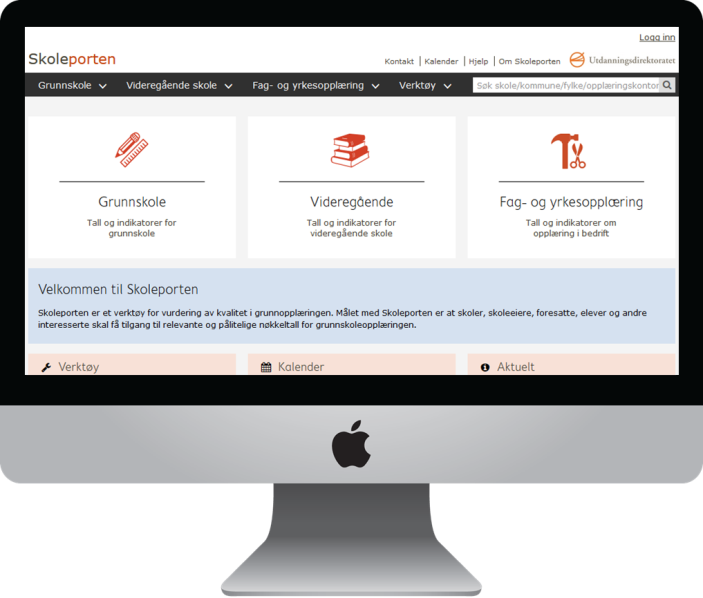 Logg inn
Skoleporten
Kontakt | Kalender | Hjelp | Om Skoleporten Utdanningsdirektoratet
Grunnskole Videregående skole Fag- og yrkesopplæring Verktøy Søk skole/kommune/fylke/opplæringskontor
Grunnskole
Tall og indikatorer for
grunnskole
Videregående
Tall og indikatorer for
videregående skole
Fag- og yrkesopplæring
Tall og indikatorer om
opplæring i bedrift
Velkommen til Skoleporten
Skoleporten er et verktøy for vurdering av kvalitet i grunnopplæringen. Målet med Skoleporten er at skoler, skoleeiere, foresatte, elever og andre
interesserte skal få tilgang til relevante og pålitelige nøkkeltall for grunnskoleopplæringen.
Verktøy
Kalender
Aktuelt